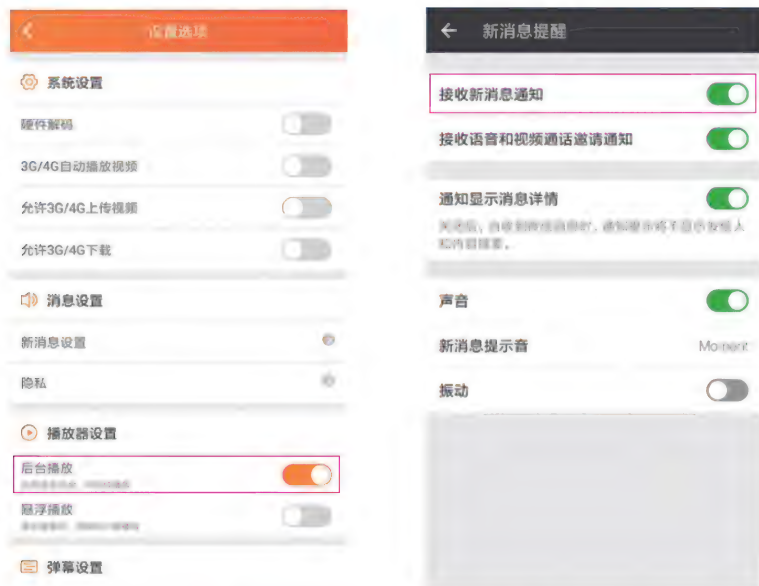 设置选项
系统设置
硬件解码
3G/4G自动播放视频
允许3G/4G上传视频
允许3G/4G下载
消息设置
新消息设置
隐私
播放器设置
后台播放
悬浮播放
弹幕设置
新消息提醒
接收新消息通知
接收语音和视频通话邀请通知
通知显示消息详情
声音
新消息提示音
Moment
振动